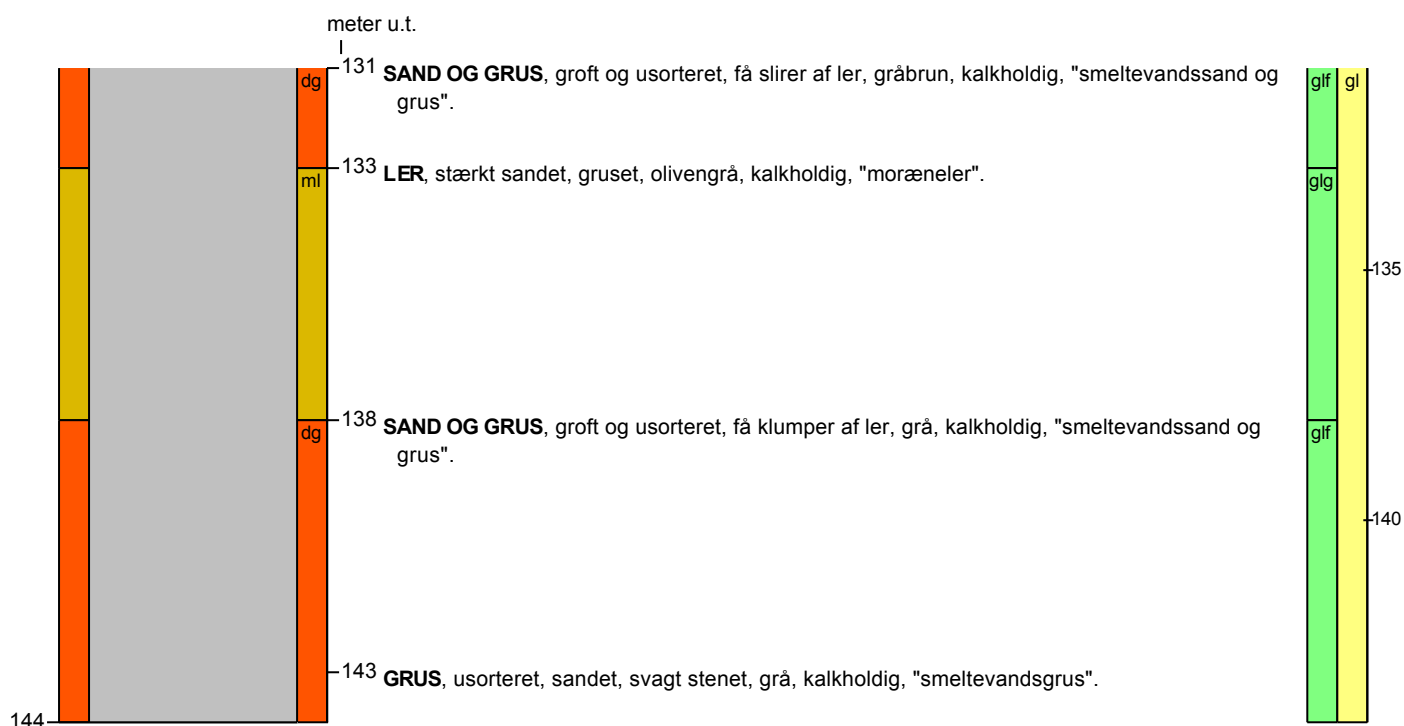 meter u.t.
131 SAND OG GRUS, groft og usorteret, få slirer af ler, gråbrun, kalkholdig, "smeltevandssand og
grus".
dg
glf gl
133 LER, stærkt sandet, gruset, olivengrå, kalkholdig, "moræneler".
ml
glg
135
138 SAND OG GRUS, groft og usorteret, få klumper af ler, grå, kalkholdig, "smeltevandssand og
grus".
dg
glf
140
143 GRUS, usorteret, sandet, svagt stenet, grå, kalkholdig, "smeltevandsgrus".
144